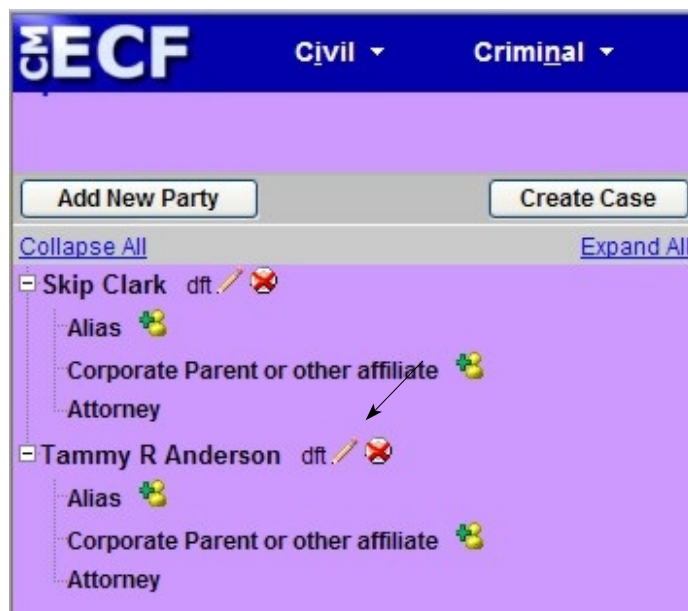 CM ECF Civil Criminal
Add New Party Create Case
Collapse All Expand All
Skip Clark dft
Alias
Corporate Parent or other affiliate
Attorney
Tammy R Anderson dft
Alias
Corporate Parent or other affiliate
Attorney